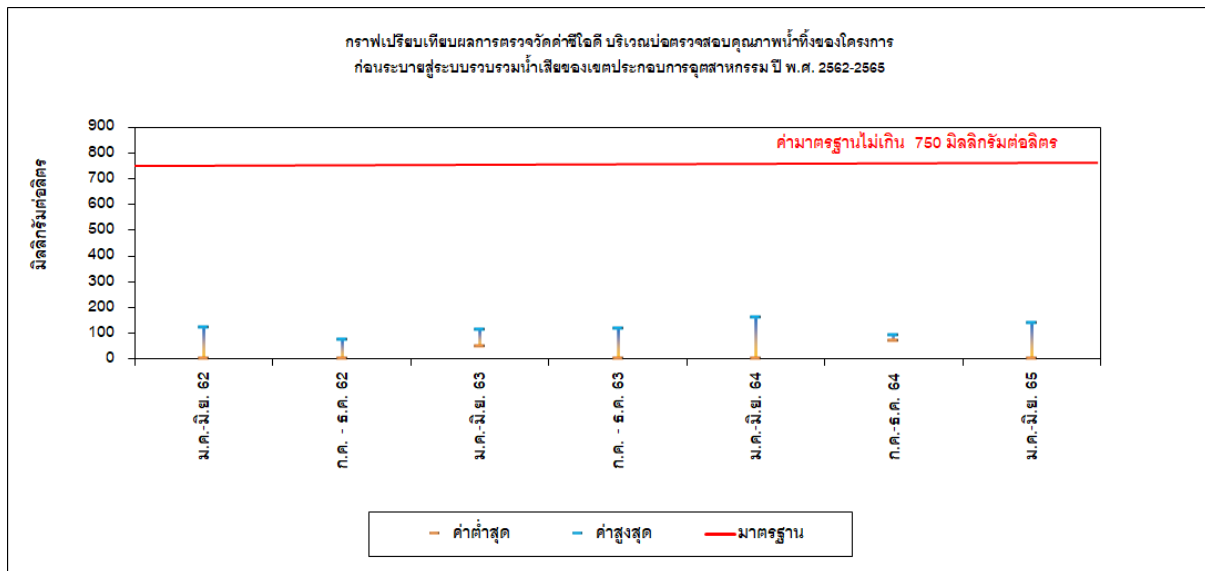 กราฟเปรียบเทียบผลการตรวจวัดค่าซีโอดี บริเวณบ่อตรวจสอบคุณภาพน้ำทิ้งของโครงการ
ก่อนระบายสู่ระบบรวบรวมน้ำเสียของเขตประกอบการอุตสาหกรรม ปี พ.ศ. 2562-2565
ค่ามาตรฐานไม่เกิน 750 มิลลิกรัมต่อลิตร
มิลลิกรัมต่อลิตร
900
800
700
600
500
400
300
200
100
0
ม.ค.-มิ.ย. 62
ก.ค. - ธ.ค. 62
ม.ค.-มิ.ย. 63
ก.ค. - ธ.ค. 63
ม.ค.-มิ.ย. 64
ก.ค.-ธ.ค. 64
ม.ค.-มิ.ย. 65
ค่าต่ำสุด ค่าสูงสุด มาตรฐาน